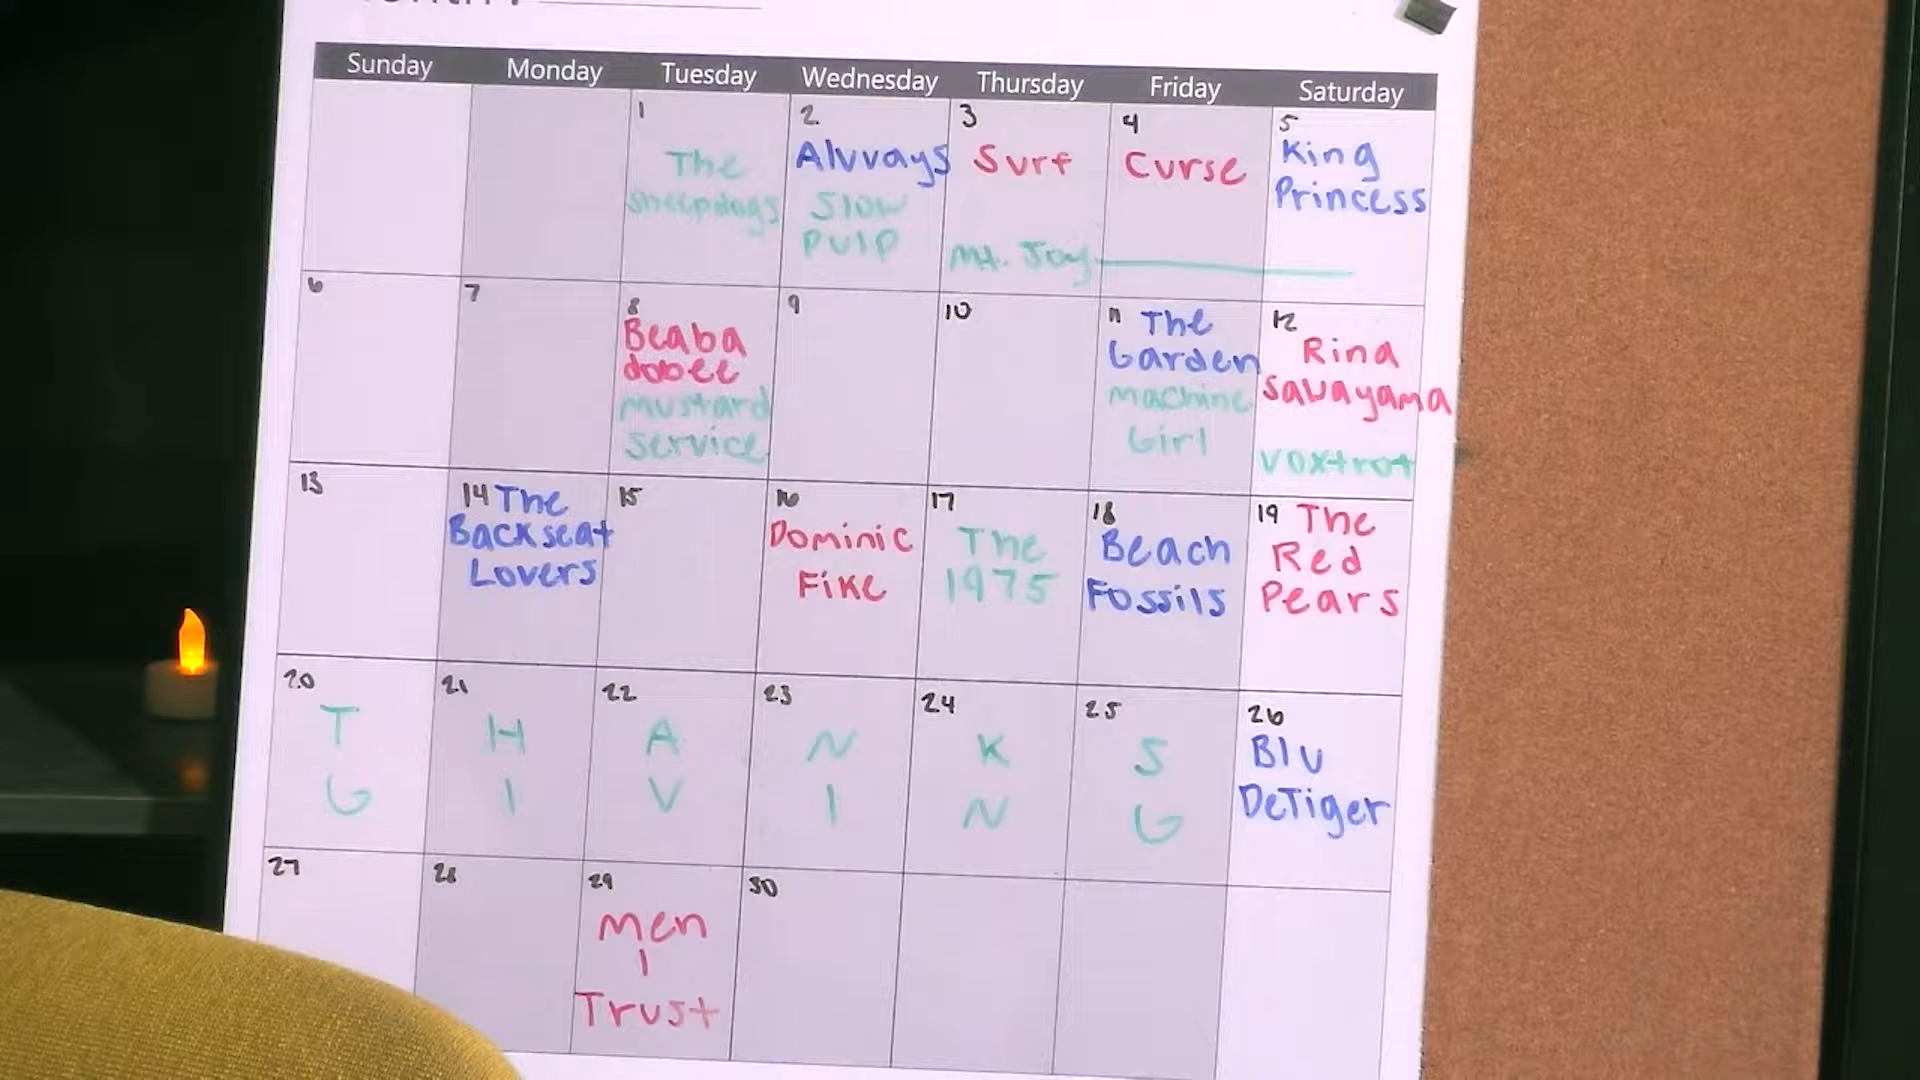 Sunday Monday Tuesday Wednesday Thursday Friday Saturday
1
The
sheepdogs
2
Alvvays
Slow
Pulp
3
Surf
Mt. Joy
4
Curse
5
King
Princess
6
7
8
Beaba
dobee
mustard
service
9
10
11
The
Garden
machine
Girl
12
Rina
Sawayama
voxtrot
13
14 The
Backseat
Lovers
15
16
Dominic
Fike
17
The
1975
18
Beach
Fossils
19 The
Red
Pears
20
T
G
21
H
I
22
A
V
23
N
I
24
K
N
25
S
G
26
Blu
DeTiger
27
28
29
Men
I
Trust
30